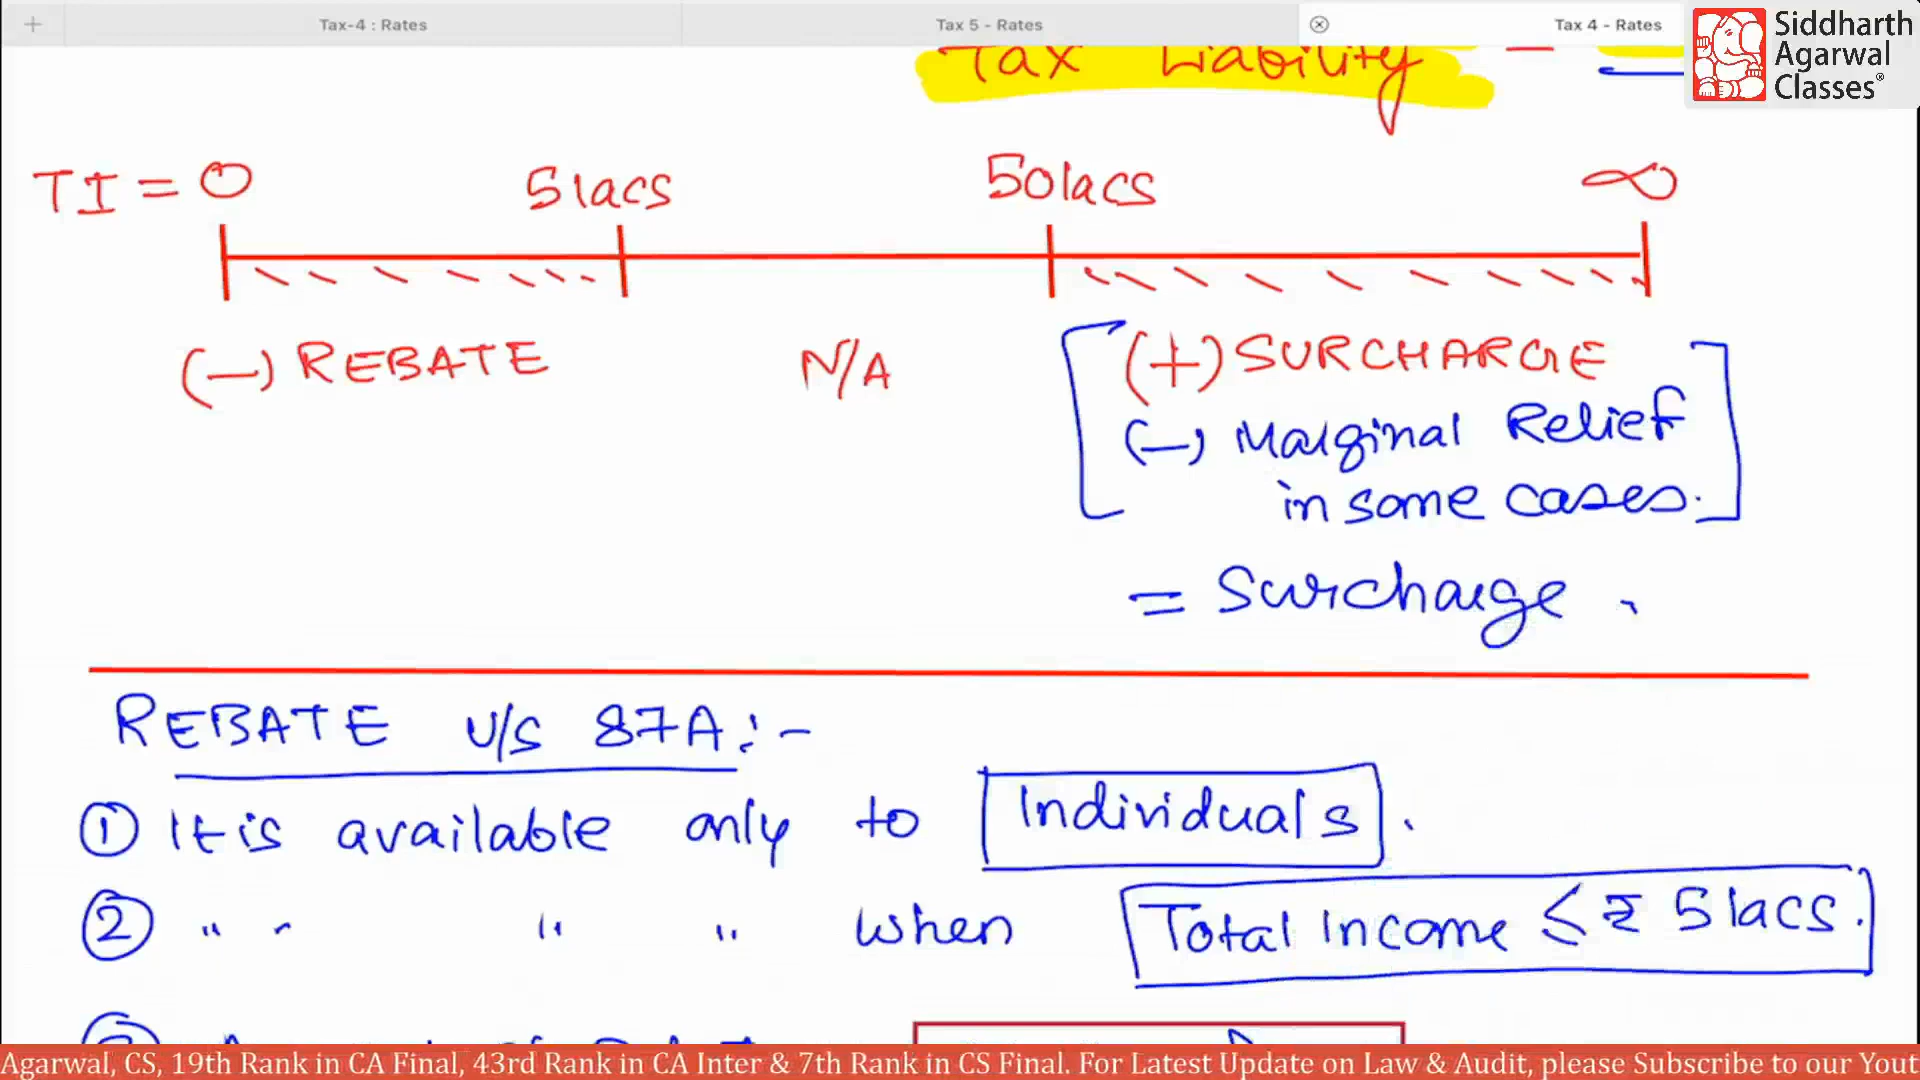 Tax-4 : Rates
Tax 5 - Rates
Tax 4 - Rates
Siddharth
Agarwal
Classes®
Tax Liability =
TI = 0 5 lacs 50 lacs ∞
(-) REBATE N/A (+) SURCHARGE
(-) Marginal Relief
in some cases.
= Surcharge
REBATE U/S 87A :-
① It is available only to Individuals.
② " " " " when Total Income ≤ ₹ 5 lacs.
Agarwal, CS, 19th Rank in CA Final, 43rd Rank in CA Inter & 7th Rank in CS Final. For Latest Update on Law & Audit, please Subscribe to our Yout